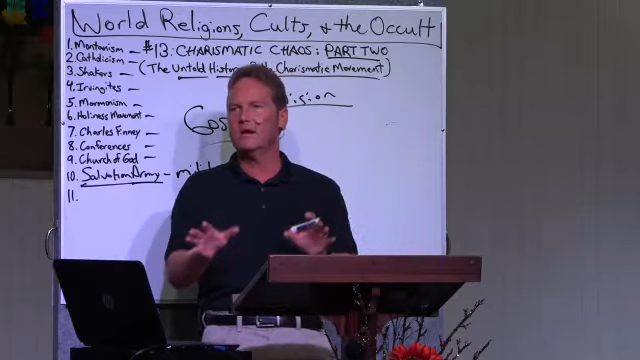 World Religions, Cults, & the Occult
#13: CHARISMATIC CHAOS: PART TWO
(The Untold History Charismatic Movement)
1. Montanism -
2. Catholicism -
3. Shakers -
4. Irvingites
5. Mormonism -
6. Holiness Movement -
7. Charles Finney -
8. Conferences -
9. Church of God -
10. Salvation Army -
11.
hp